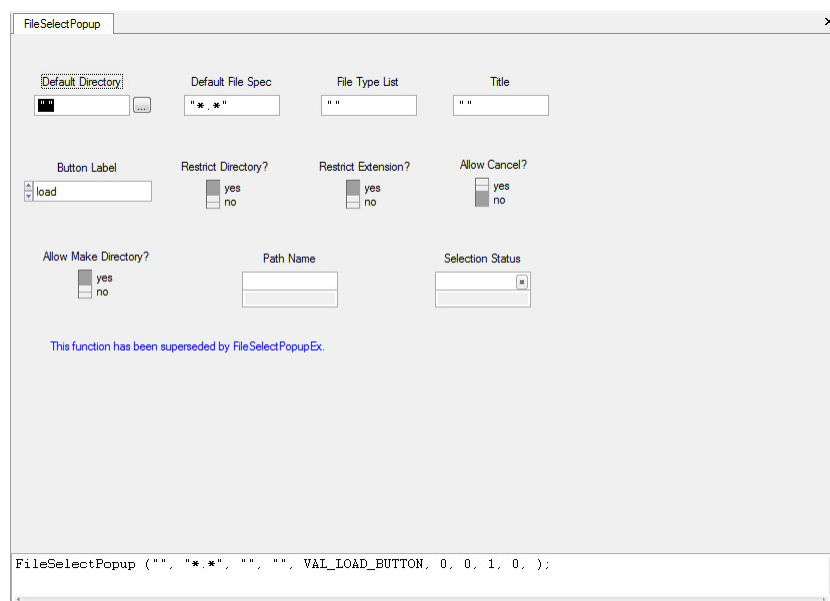 FileSelectPopup
Default Directory Default File Spec File Type List Title
"" ... "*.*" "" ""
Button Label Restrict Directory? Restrict Extension? Allow Cancel?
load yes yes yes
no no no
Allow Make Directory? Path Name Selection Status
yes
no
This function has been superseded by FileSelectPopupEx.
FileSelectPopup ("", "*.*", "", "", VAL_LOAD_BUTTON, 0, 0, 1, 0, );